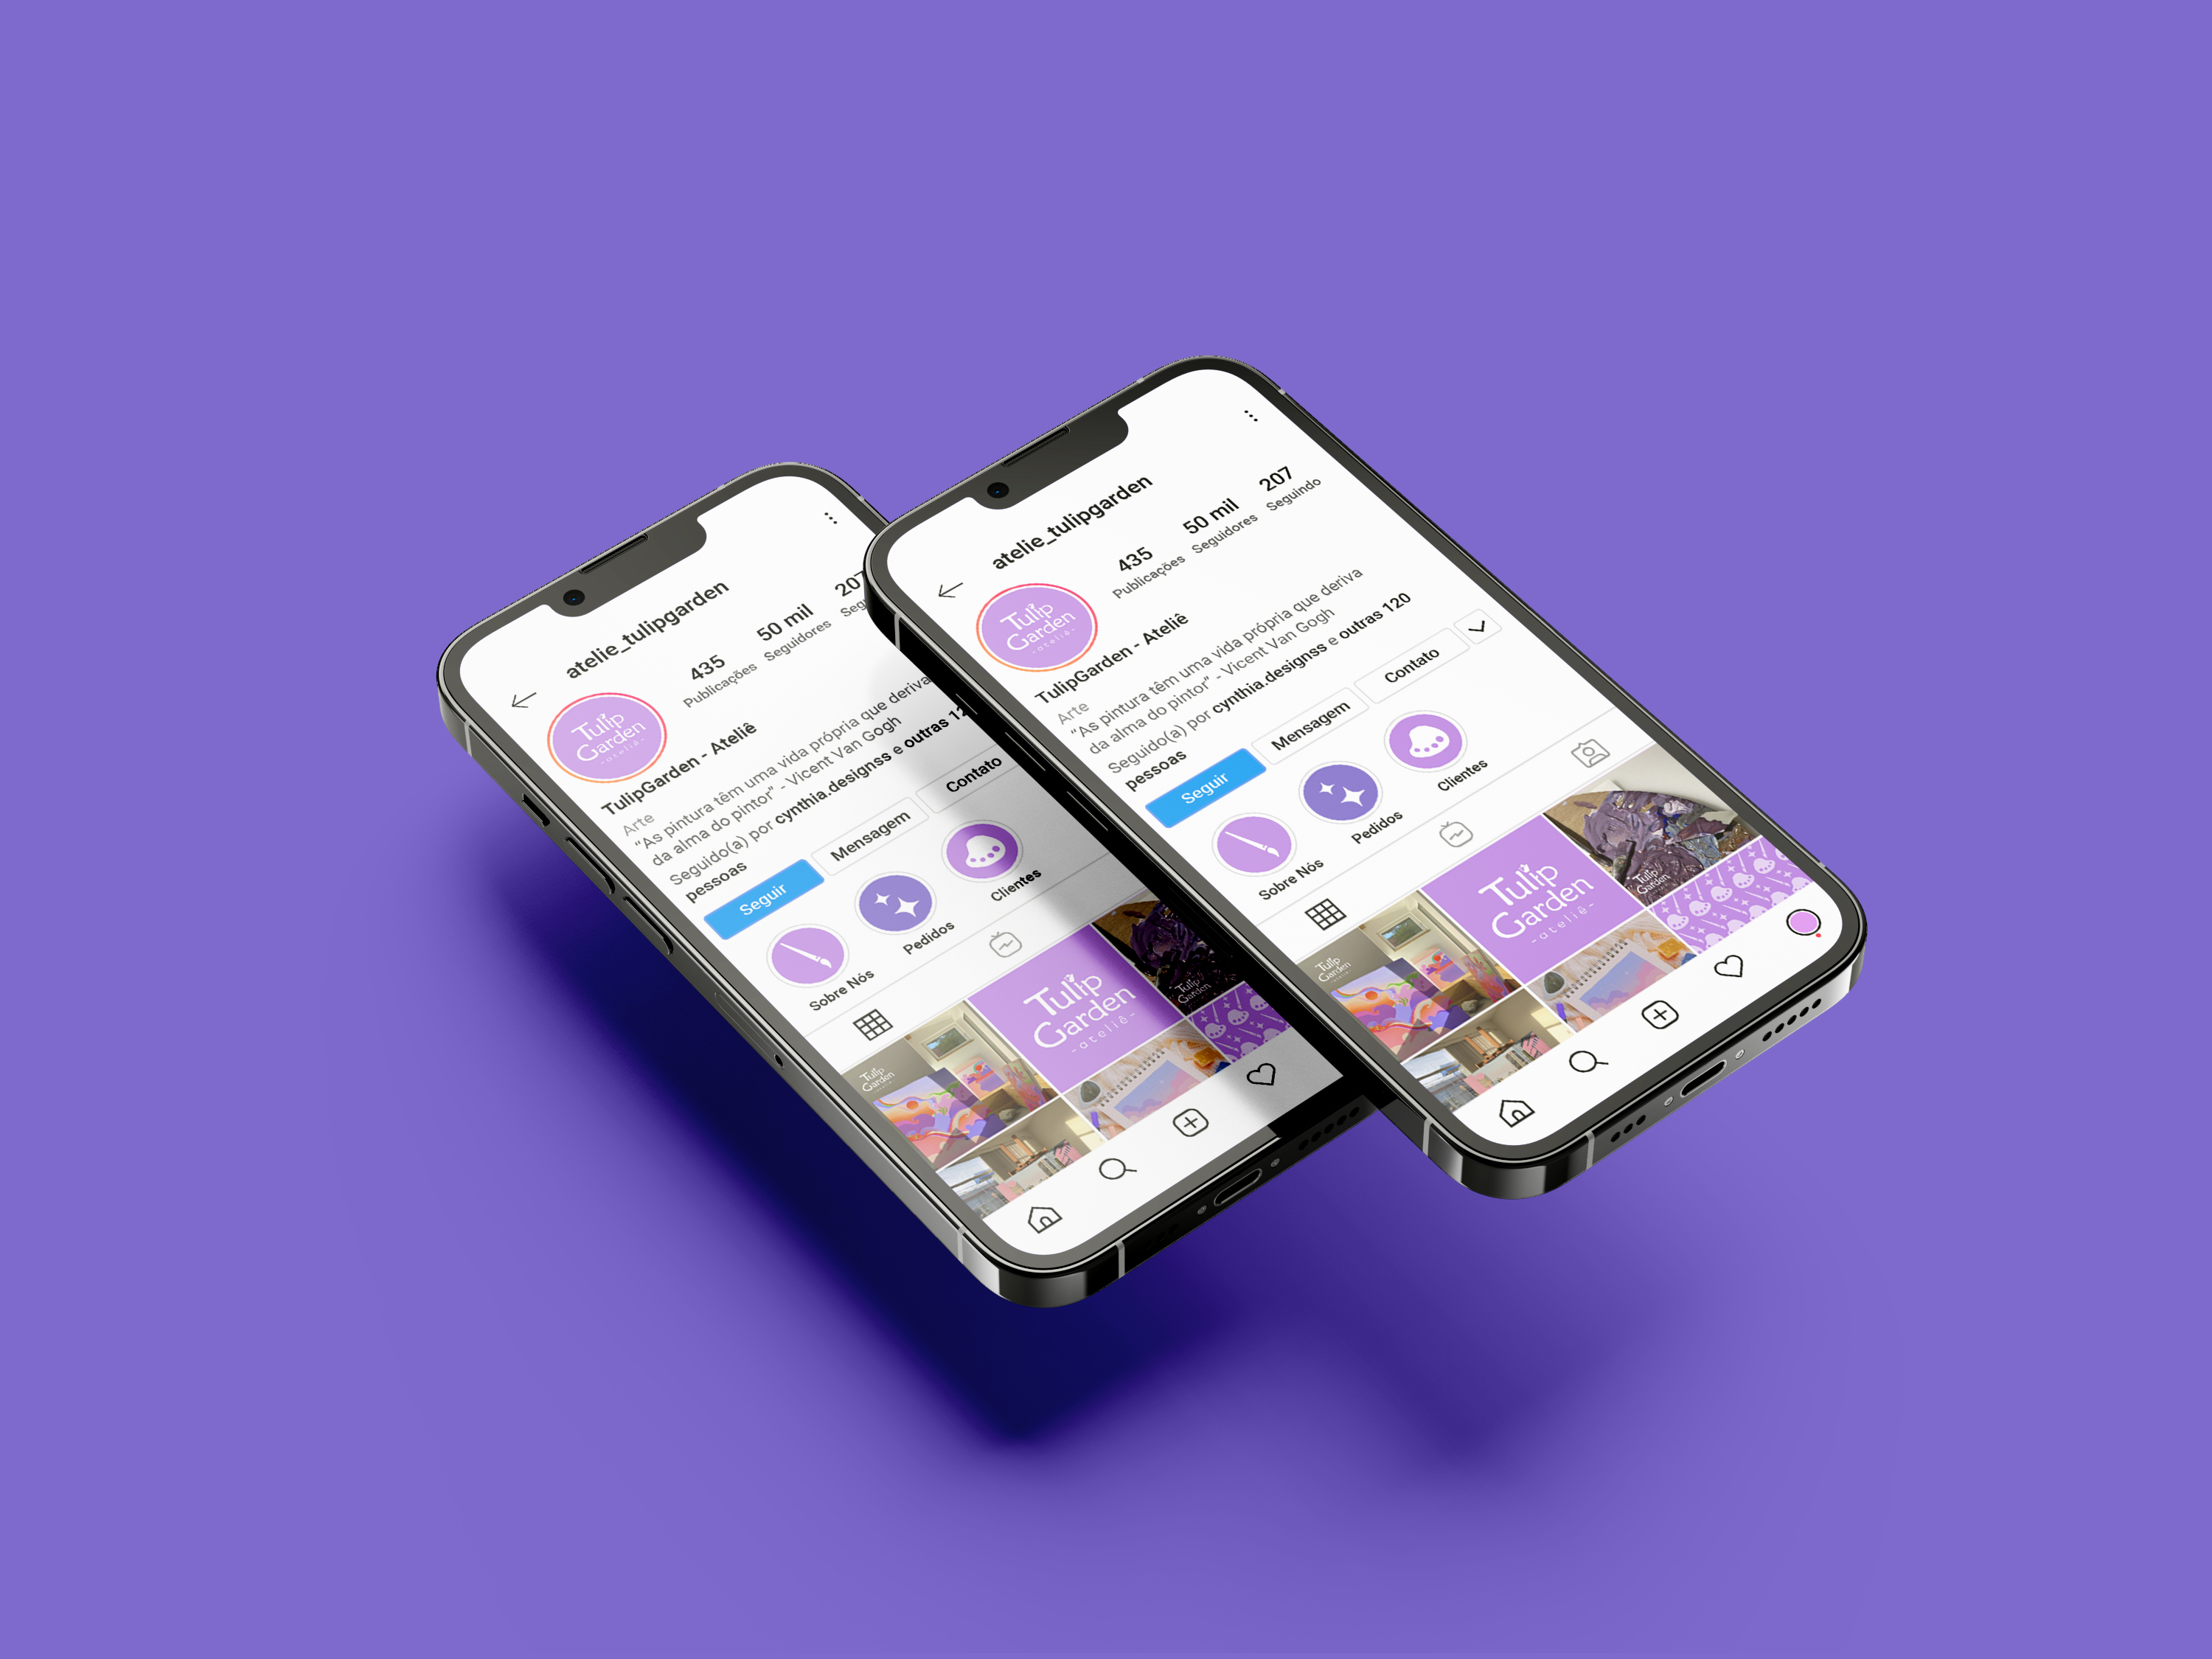 atelie_tulipgarden
435
50 mil
207
Publicações
Seguidores
Seg
Tulip
Garden
-ateliê-
TulipGarden - Ateliê
Arte
“As pintura têm uma vida própria que deriva
da alma do pintor” - Vicent Van Gogh
Seguido(a) por cynthia.designss e outras 12
pessoas
Seguir
Mensagem
Contato
Sobre Nós
Pedidos
Clientes
Tulip
Garden
Tulip
Garden
-ateliê-
Tulip
Garden
atelie_tulipgarden
435
50 mil
207
Publicações
Seguidores
Seguindo
Tulip
Garden
-ateliê-
TulipGarden - Ateliê
Arte
“As pintura têm uma vida própria que deriva
da alma do pintor” - Vicent Van Gogh
Seguido(a) por cynthia.designss e outras 120
pessoas
Seguir
Mensagem
Contato
Sobre Nós
Pedidos
Clientes
Tulip
Garden
Tulip
Garden
-ateliê-
Tulip
Garden